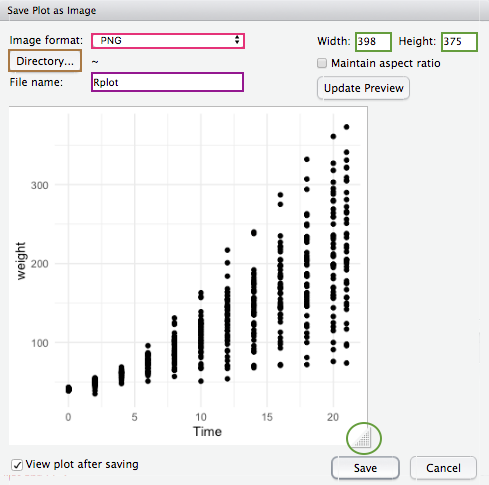 Save Plot as Image
Image format: PNG Width: 398 Height: 375
Directory... ~ Maintain aspect ratio
File name: Rplot Update Preview
300
200
100
weight
0 5 10 15 20
Time
View plot after saving Save Cancel